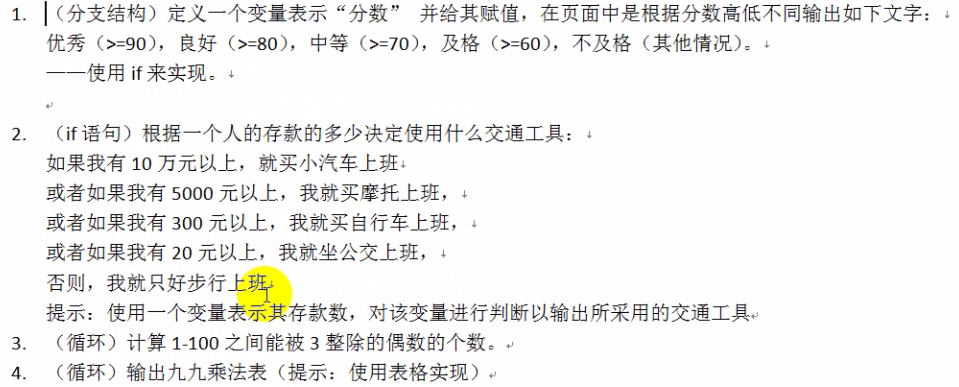 1. （分支结构）定义一个变量表示“分数” 并给其赋值，在页面中是根据分数高低不同输出如下文字：
优秀（>=90），良好（>=80），中等（>=70），及格（>=60），不及格（其他情况）。
——使用 if 来实现。
2. （if 语句）根据一个人的存款的多少决定使用什么交通工具：
如果我有 10 万元以上，就买小汽车上班
或者如果我有 5000 元以上，我就买摩托上班，
或者如果我有 300 元以上，我就买自行车上班，
或者如果我有 20 元以上，我就坐公交上班，
否则，我就只好步行上班
提示：使用一个变量表示其存款数，对该变量进行判断以输出所采用的交通工具
3. （循环）计算 1-100 之间能被 3 整除的偶数的个数。
4. （循环）输出九九乘法表（提示：使用表格实现）